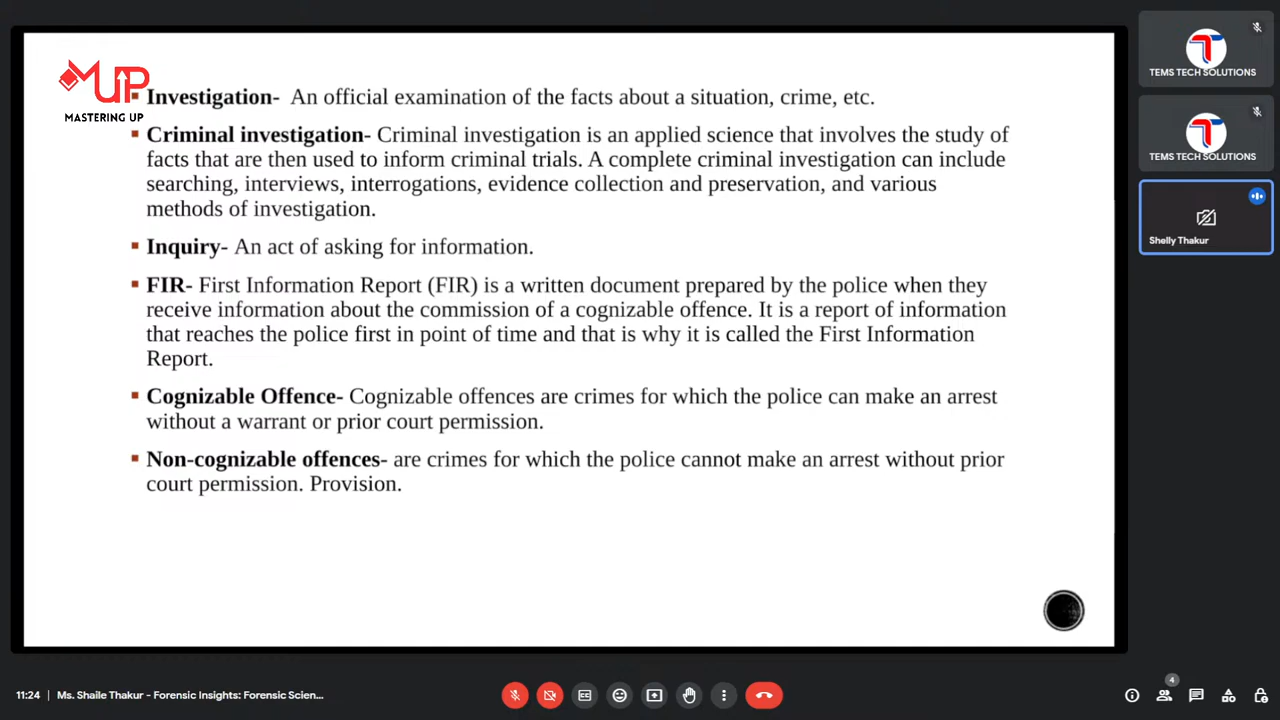 MUP
MASTERING UP
Investigation- An official examination of the facts about a situation, crime, etc.
Criminal investigation- Criminal investigation is an applied science that involves the study of
facts that are then used to inform criminal trials. A complete criminal investigation can include
searching, interviews, interrogations, evidence collection and preservation, and various
methods of investigation.
Inquiry- An act of asking for information.
FIR- First Information Report (FIR) is a written document prepared by the police when they
receive information about the commission of a cognizable offence. It is a report of information
that reaches the police first in point of time and that is why it is called the First Information
Report.
Cognizable Offence- Cognizable offences are crimes for which the police can make an arrest
without a warrant or prior court permission.
Non-cognizable offences- are crimes for which the police cannot make an arrest without prior
court permission. Provision.
TEMS TECH SOLUTIONS
TEMS TECH SOLUTIONS
Shelly Thakur
11:24 | Ms. Shaile Thakur - Forensic Insights: Forensic Scien...
4